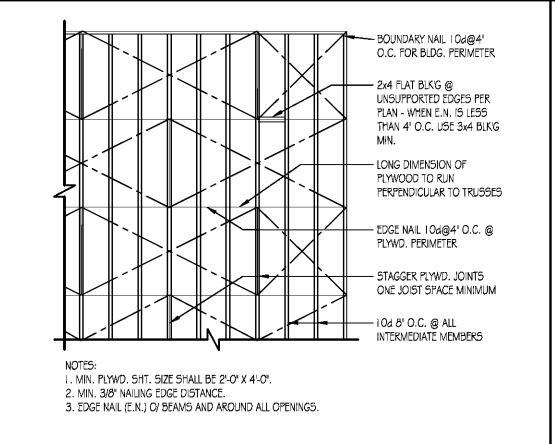 BOUNDARY NAIL 10d@4'
O.C. FOR BLDG. PERIMETER
2x4 FLAT BLK'G @
UNSUPPORTED EDGES PER
PLAN - WHEN E.N. IS LESS
THAN 4' O.C. USE 3x4 BLK'G
MIN.
LONG DIMENSION OF
PLYWOOD TO RUN
PERPENDICULAR TO TRUSSES
EDGE NAIL 10d@4' O.C. @
PLYWD. PERIMETER
STAGGER PLYWD. JOINTS
ONE JOIST SPACE MINIMUM
10d 8' O.C. @ ALL
INTERMEDIATE MEMBERS
NOTES:
1. MIN. PLYWD. SHT. SIZE SHALL BE 2'-0" X 4'-0".
2. MIN. 3/8" NAILING EDGE DISTANCE.
3. EDGE NAIL (E.N.) O/ BEAMS AND AROUND ALL OPENINGS.